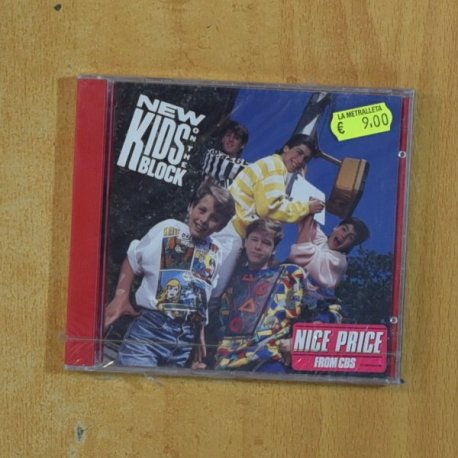 NEW
KIDS
ON THE
BLOCK
LA METRALLETA
€ 9.00
NICE PRICE
FROM CBS